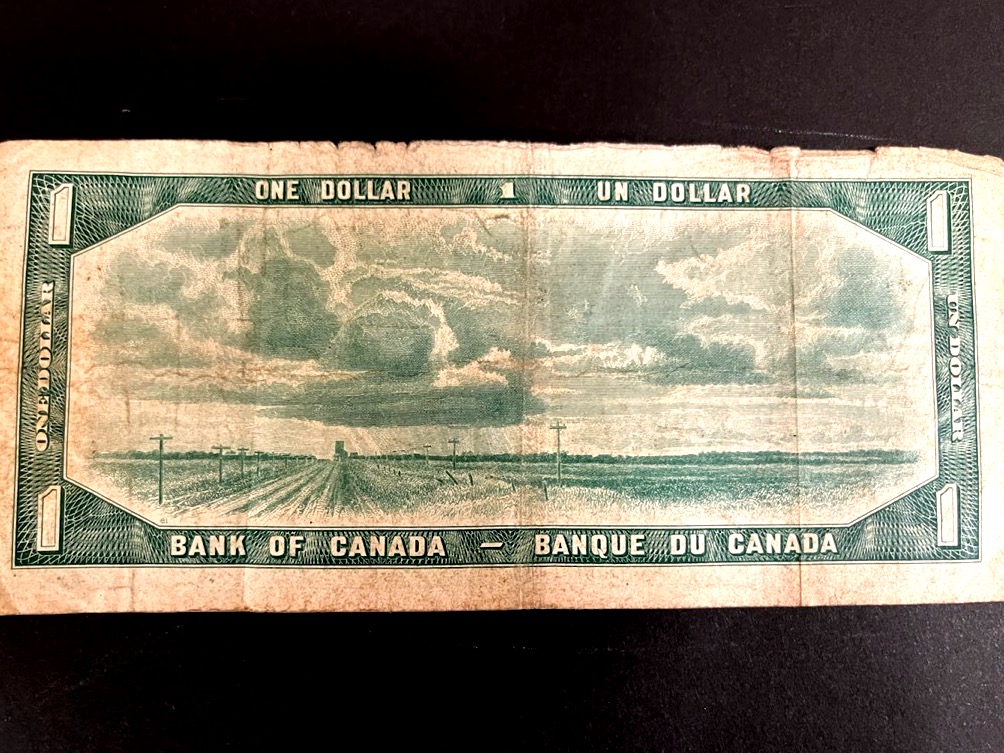 ONE DOLLAR 1 UN DOLLAR
1 1
ONE DOLLAR
UN DOLLAR
1 1
BANK OF CANADA – BANQUE DU CANADA